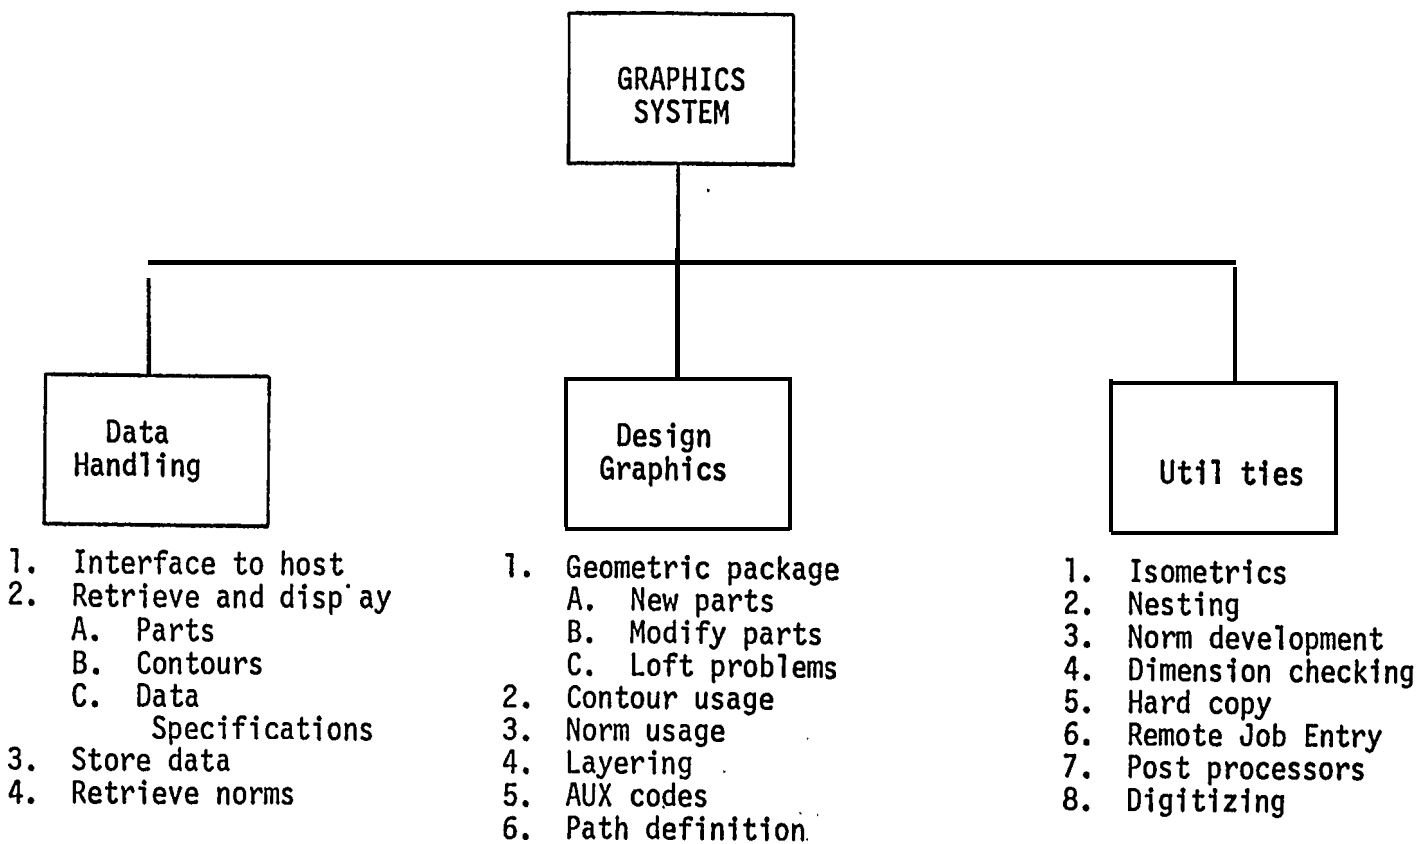 GRAPHICS
SYSTEM
Data
Handling
1. Interface to host
2. Retrieve and disp ay
A. Parts
B. Contours
C. Data
Specifications
3. Store data
4. Retrieve norms
Design
Graphics
1. Geometric package
A. New parts
B. Modify parts
C. Loft problems
2. Contour usage
3. Norm usage
4. Layering
5. AUX codes
6. Path definition
Util ties
1. Isometrics
2. Nesting
3. Norm development
4. Dimension checking
5. Hard copy
6. Remote Job Entry
7. Post processors
8. Digitizing